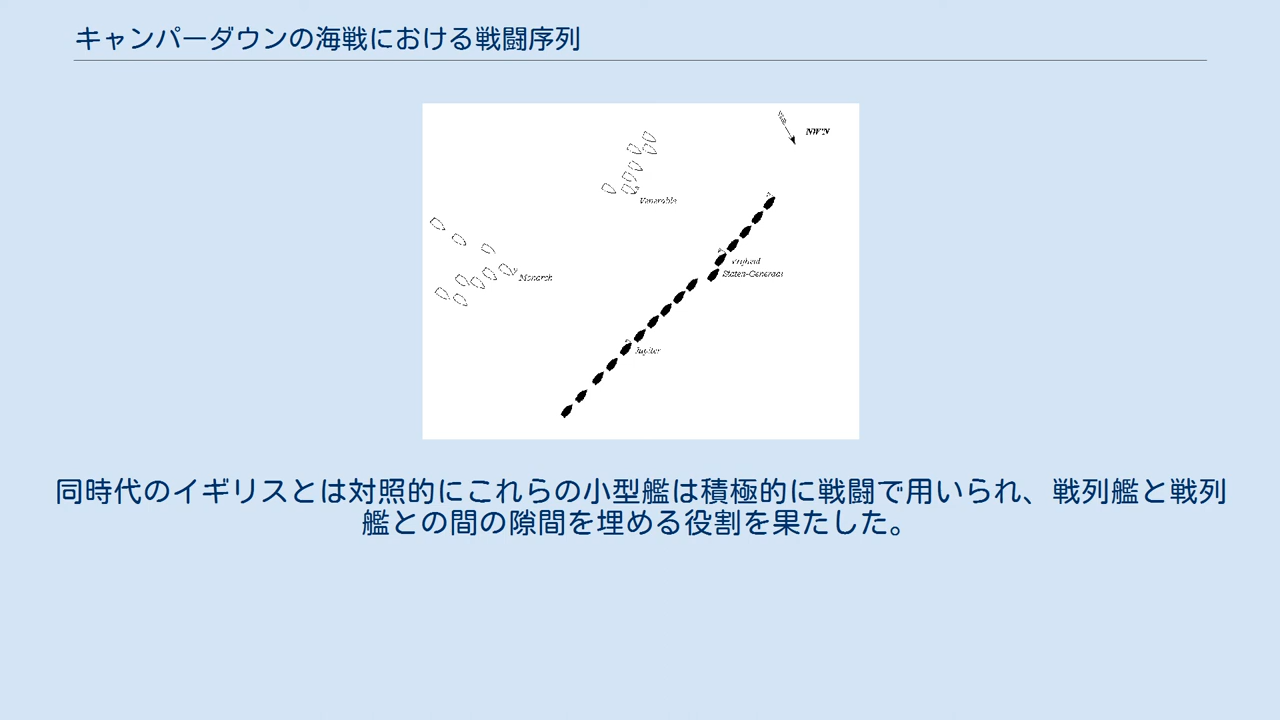 キャンパーダウンの海戦における戦闘序列
NW'N
Venerable
Vrijheid
Staten-Generaal
Monarch
Jupiter
同時代のイギリスとは対照的にこれらの小型艦は積極的に戦闘で用いられ、戦列艦と戦列
艦との間の隙間を埋める役割を果たした。